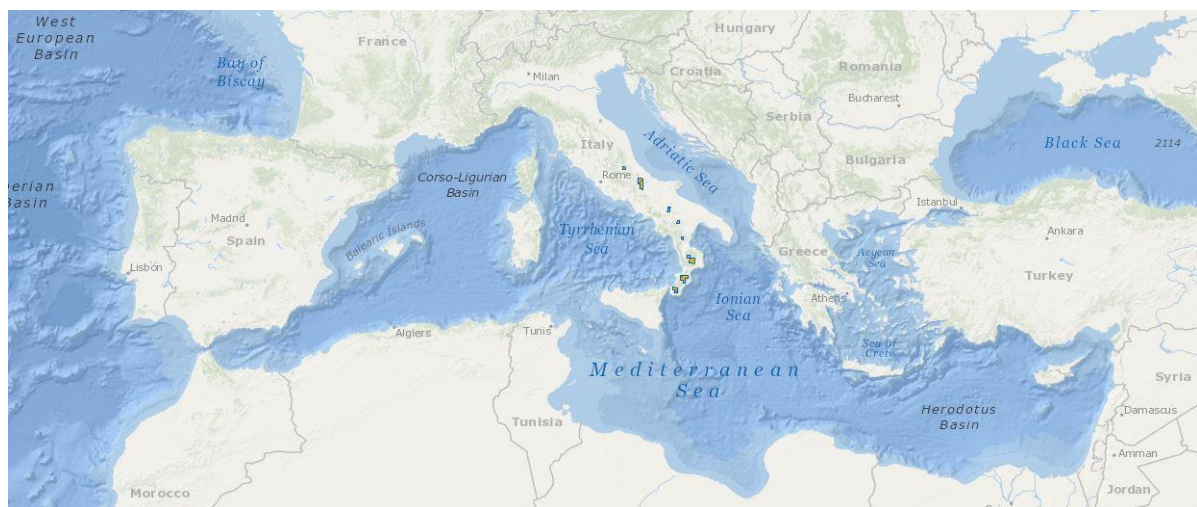 West
European
Basin
France
Hungary
Bay of
Biscay
Milan
Croatia
Romania
Bucharest
Serbia
Italy
Adriatic Sea
Black Sea
2114
Bulgaria
Corso-Ligurian
Basin
Rome
Istanbul
Madrid
Spain
Balearic Islands
Tyrrhenian
Sea
Greece
Aegean
Sea
Ankara
Turkey
Lisbon
Ionian
Sea
Athens
Algiers
Tunis
Sea of
Crete
Mediterranean
Sea
Syria
Herodotus
Basin
Damascus
Tunisia
Amman
Morocco
Jordan